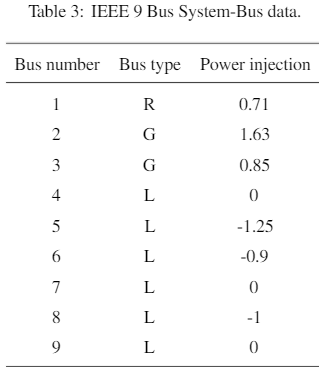 Table 3: IEEE 9 Bus System-Bus data.
Bus number Bus type Power injection
1 R 0.71
2 G 1.63
3 G 0.85
4 L 0
5 L -1.25
6 L -0.9
7 L 0
8 L -1
9 L 0